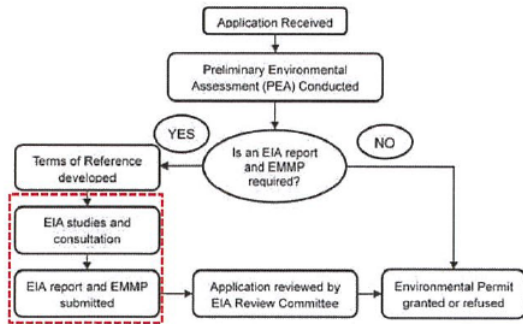 Application Received
Preliminary Environmental
Assessment (PEA) Conducted
YES
NO
Is an EIA report
and EMMP
required?
Terms of Reference
developed
EIA studies and
consultation
EIA report and EMMP
submitted
Application reviewed by
EIA Review Committee
Environmental Permit
granted or refused